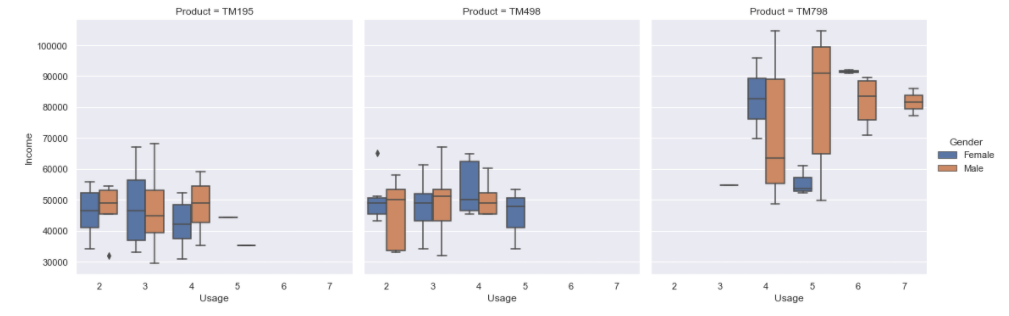 Product = TM195
Product = TM498
Product = TM798
100000
90000
80000
70000
60000
50000
40000
30000
Income
2 3 4 5 6 7
Usage
2 3 4 5 6 7
Usage
2 3 4 5 6 7
Usage
Gender
Female
Male